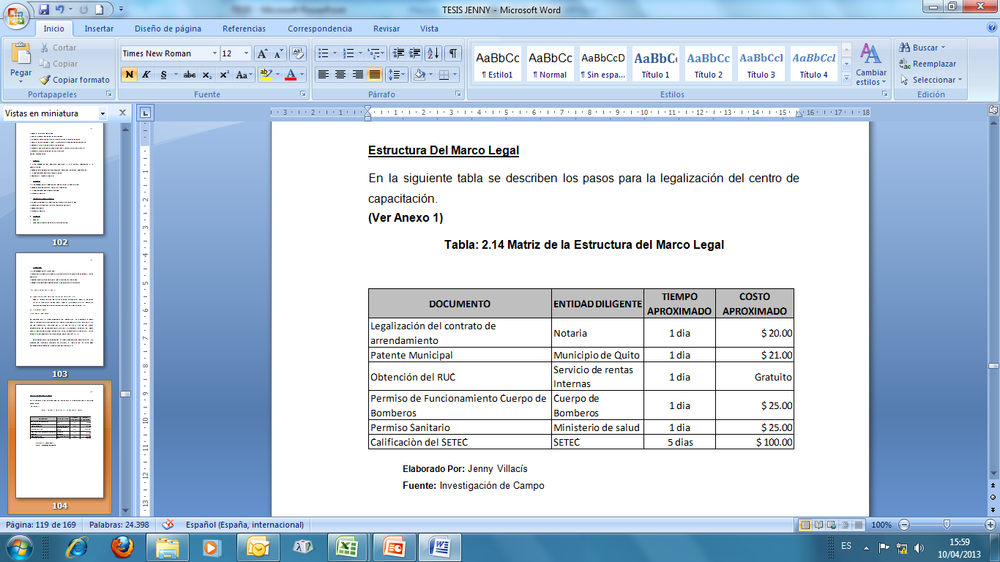 TESIS JENNY - Microsoft Word
Inicio Insertar Diseño de página Referencias Correspondencia Revisar Vista
Pegar
Cortar
Copiar
Copiar formato
Portapapeles
Times New Roman 12
N K S abc x₂ x² Aa
Fuente
Párrafo
AaBbCc AaBbCc AaBbCcD AaBbC AaBbCc AaBbCcI AaBbCcI
¶ Estilo1 ¶ Normal ¶ Sin espa... Título 1 Título 2 Título 3 Título 4
Cambiar estilos
Estilos
Buscar
Reemplazar
Seleccionar
Edición
Vistas en miniatura
102
103
104
Estructura Del Marco Legal
En la siguiente tabla se describen los pasos para la legalización del centro de
capacitación.
(Ver Anexo 1)
Tabla: 2.14 Matriz de la Estructura del Marco Legal
DOCUMENTO ENTIDAD DILIGENTE TIEMPO APROXIMADO COSTO APROXIMADO
Legalización del contrato de arrendamiento Notaria 1 dia $ 20.00
Patente Municipal Municipio de Quito 1 dia $ 21.00
Obtención del RUC Servicio de rentas Internas 1 dia Gratuito
Permiso de Funcionamiento Cuerpo de Bomberos Cuerpo de Bomberos 1 dia $ 25.00
Permiso Sanitario Ministerio de salud 1 dia $ 25.00
Calificaciòn del SETEC SETEC 5 dias $ 100.00
Elaborado Por: Jenny Villacís
Fuente: Investigación de Campo
Página: 119 de 169 Palabras: 24.398 Español (España, internacional) 100%
ES 15:59
10/04/2013